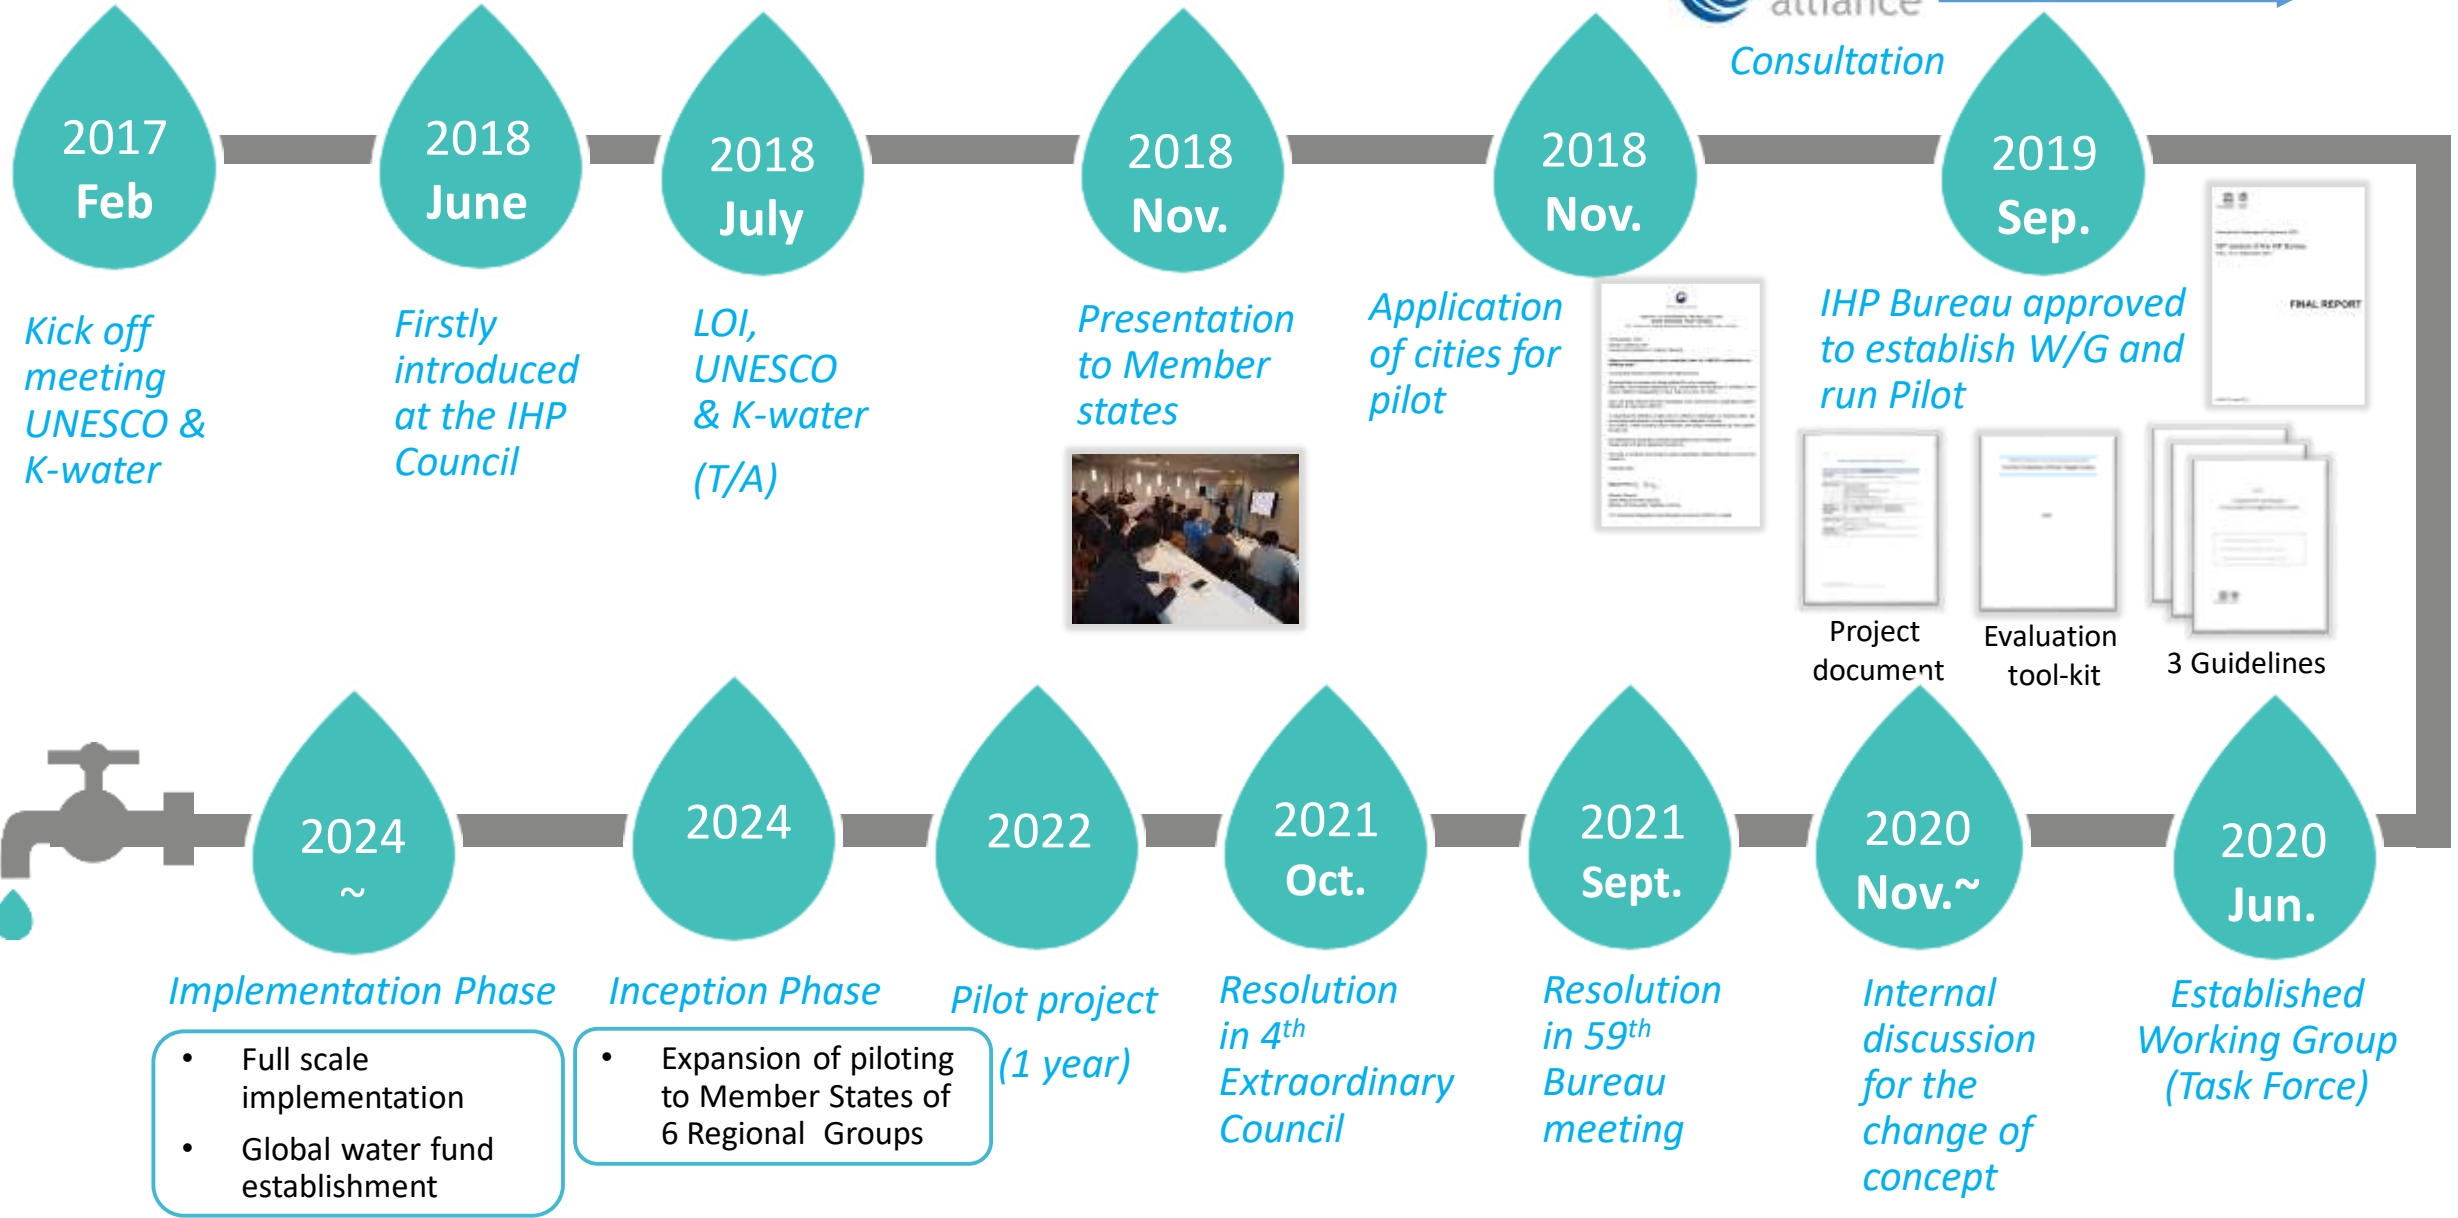 alliance
Consultation
2017
Feb
2018
June
2018
July
2018
Nov.
2018
Nov.
2019
Sep.
Kick off
meeting
UNESCO &
K-water
Firstly
introduced
at the IHP
Council
LOI,
UNESCO
& K-water
(T/A)
Presentation
to Member
states
Application
of cities for
pilot
IHP Bureau approved
to establish W/G and
run Pilot
FINAL REPORT
Project
document
Evaluation
tool-kit
3 Guidelines
2024
~
2024
2022
2021
Oct.
2021
Sept.
2020
Nov.~
2020
Jun.
Implementation Phase
• Full scale
implementation
• Global water fund
establishment
Inception Phase
• Expansion of piloting
to Member States of
6 Regional Groups
Pilot project
(1 year)
Resolution
in 4th
Extraordinary
Council
Resolution
in 59th
Bureau
meeting
Internal
discussion
for the
change of
concept
Established
Working Group
(Task Force)